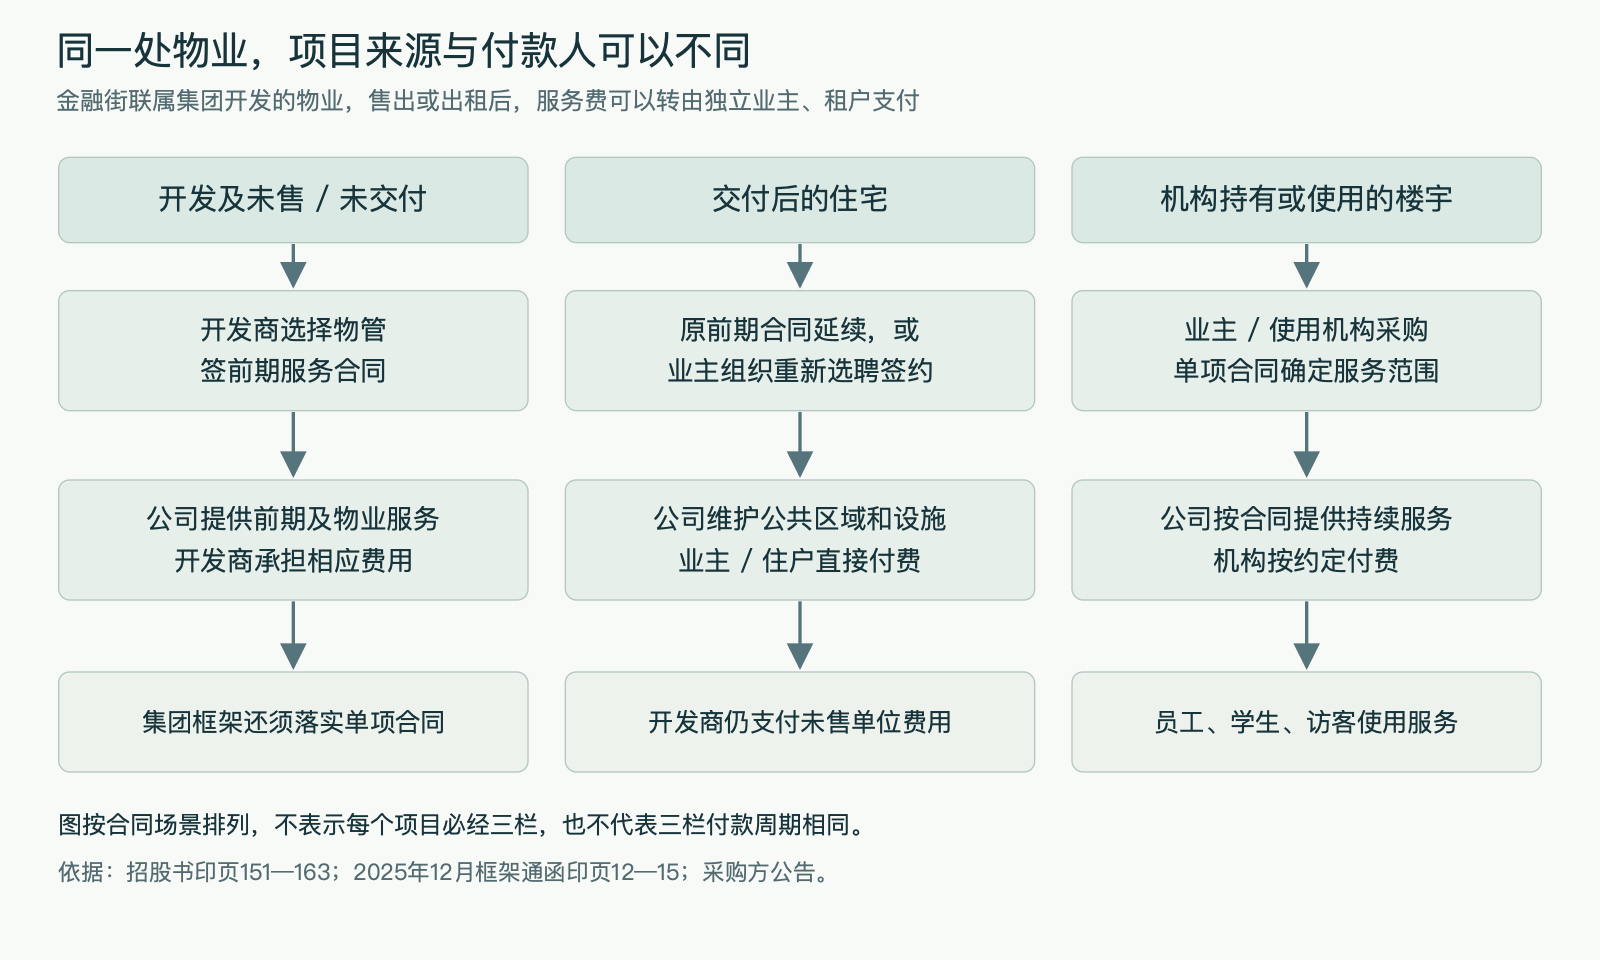 同一处物业，项目来源与付款人可以不同
金融街联属集团开发的物业，售出或出租后，服务费可以转由独立业主、租户支付
开发及未售 / 未交付
开发商选择物管
签前期服务合同
公司提供前期及物业服务
开发商承担相应费用
集团框架还须落实单项合同
交付后的住宅
原前期合同延续，或
业主组织重新选聘签约
公司维护公共区域和设施
业主 / 住户直接付费
开发商仍支付未售单位费用
机构持有或使用的楼宇
业主 / 使用机构采购
单项合同确定服务范围
公司按合同提供持续服务
机构按约定付费
员工、学生、访客使用服务
图按合同场景排列，不表示每个项目必经三栏，也不代表三栏付款周期相同。
依据：招股书印页151—163；2025年12月框架通函印页12—15；采购方公告。